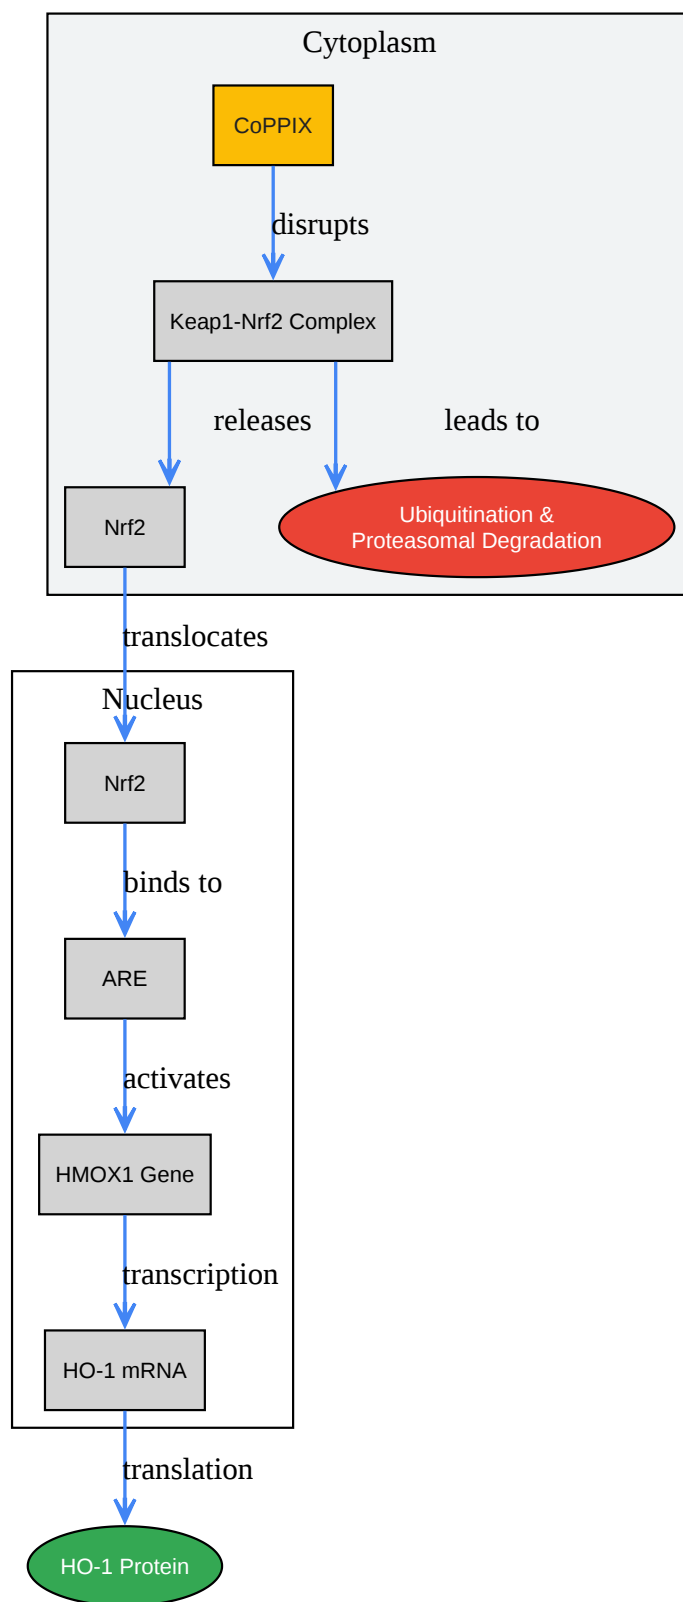 Cytoplasm
CoPPIX
disrupts
Keap1-Nrf2 Complex
releases
leads to
Nrf2
Ubiquitination &
Proteasomal Degradation
translocates
Nucleus
Nrf2
binds to
ARE
activates
HMOX1 Gene
transcription
HO-1 mRNA
translation
HO-1 Protein